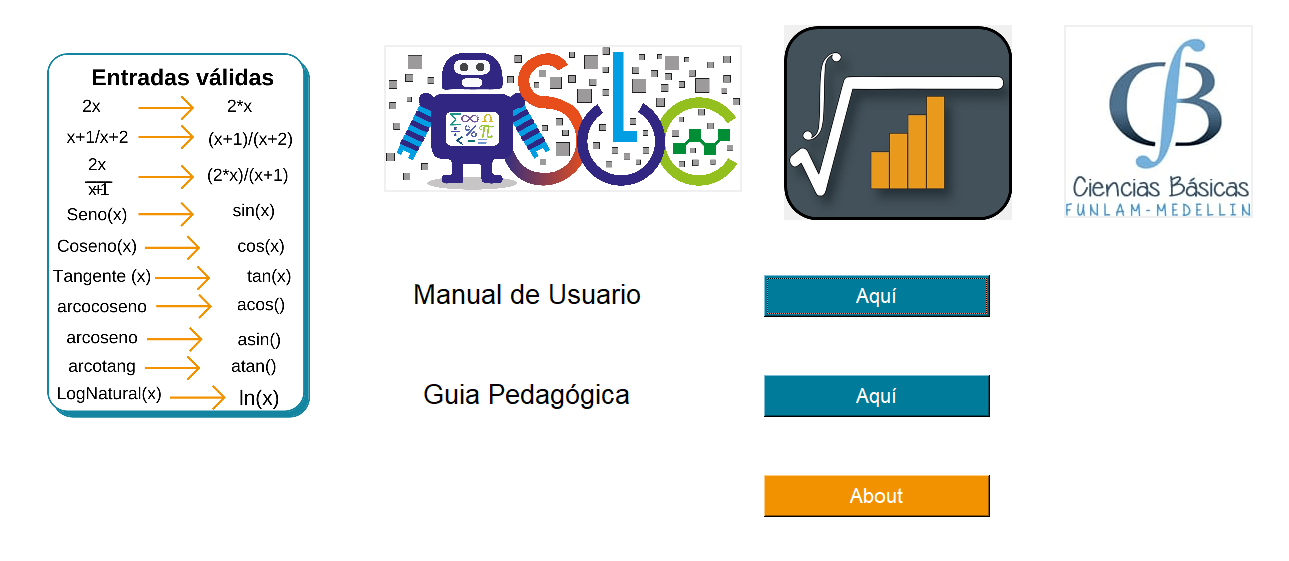 Entradas válidas
2x 2*x
x+1/x+2 (x+1)/(x+2)
2x
x+1 (2*x)/(x+1)
Seno(x) sin(x)
Coseno(x) cos(x)
Tangente (x) tan(x)
arcocoseno acos()
arcoseno asin()
arcotang atan()
LogNatural(x) ln(x)
SLC
Ciencias Básicas
FUNLAM-MEDELLIN
Manual de Usuario Aquí
Guia Pedagógica Aquí
About